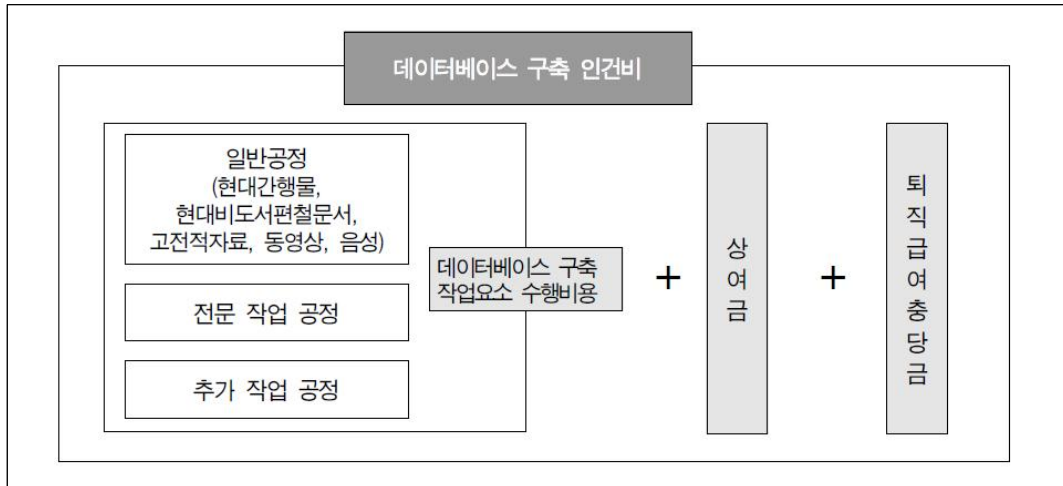 데이터베이스 구축 인건비
일반공정
(현대간행물,
현대비도서편철문서,
고전적자료, 동영상, 음성)
전문 작업 공정
추가 작업 공정
데이터베이스 구축
작업요소 수행비용
+
상여금
+
퇴직급여충당금